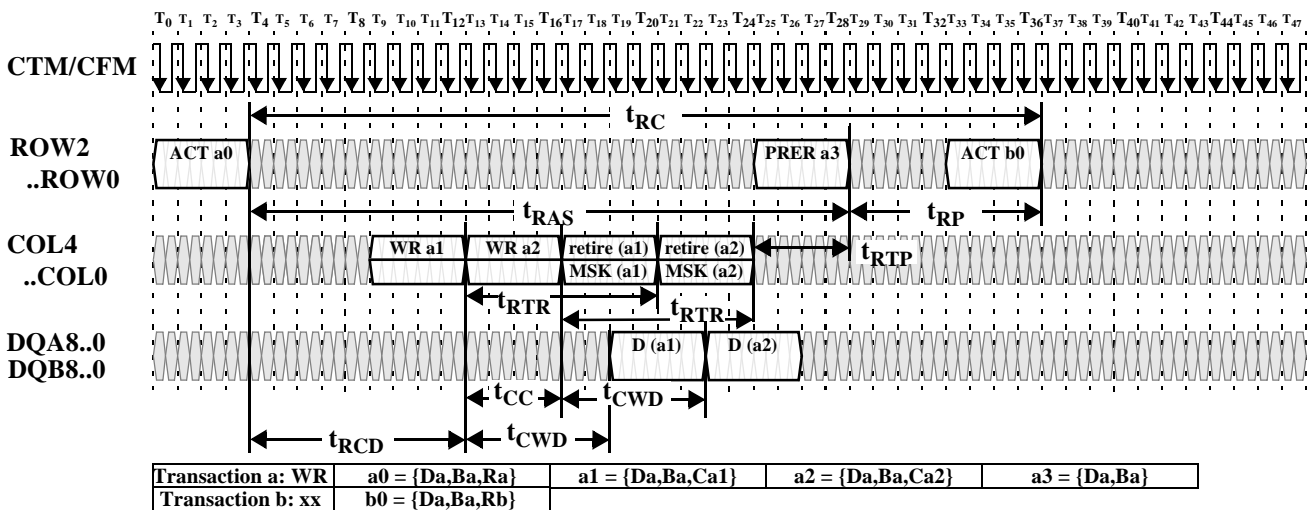 T0 T1 T2 T3 T4 T5 T6 T7 T8 T9 T10 T11 T12 T13 T14 T15 T16 T17 T18 T19 T20 T21 T22 T23 T24 T25 T26 T27 T28 T29 T30 T31 T32 T33 T34 T35 T36 T37 T38 T39 T40 T41 T42 T43 T44 T45 T46 T47
CTM/CFM
tRC
ROW2
..ROW0
ACT a0 PRER a3 ACT b0
tRAS tRP
COL4
..COL0
WR a1 WR a2 retire (a1) retire (a2)
MSK (a1) MSK (a2)
tRTP
tRTR
tRTR
DQA8..0
DQB8..0
D (a1) D (a2)
tCC tCWD
tRCD tCWD
Transaction a: WR a0 = {Da,Ba,Ra} a1 = {Da,Ba,Ca1} a2 = {Da,Ba,Ca2} a3 = {Da,Ba}
Transaction b: xx b0 = {Da,Ba,Rb}